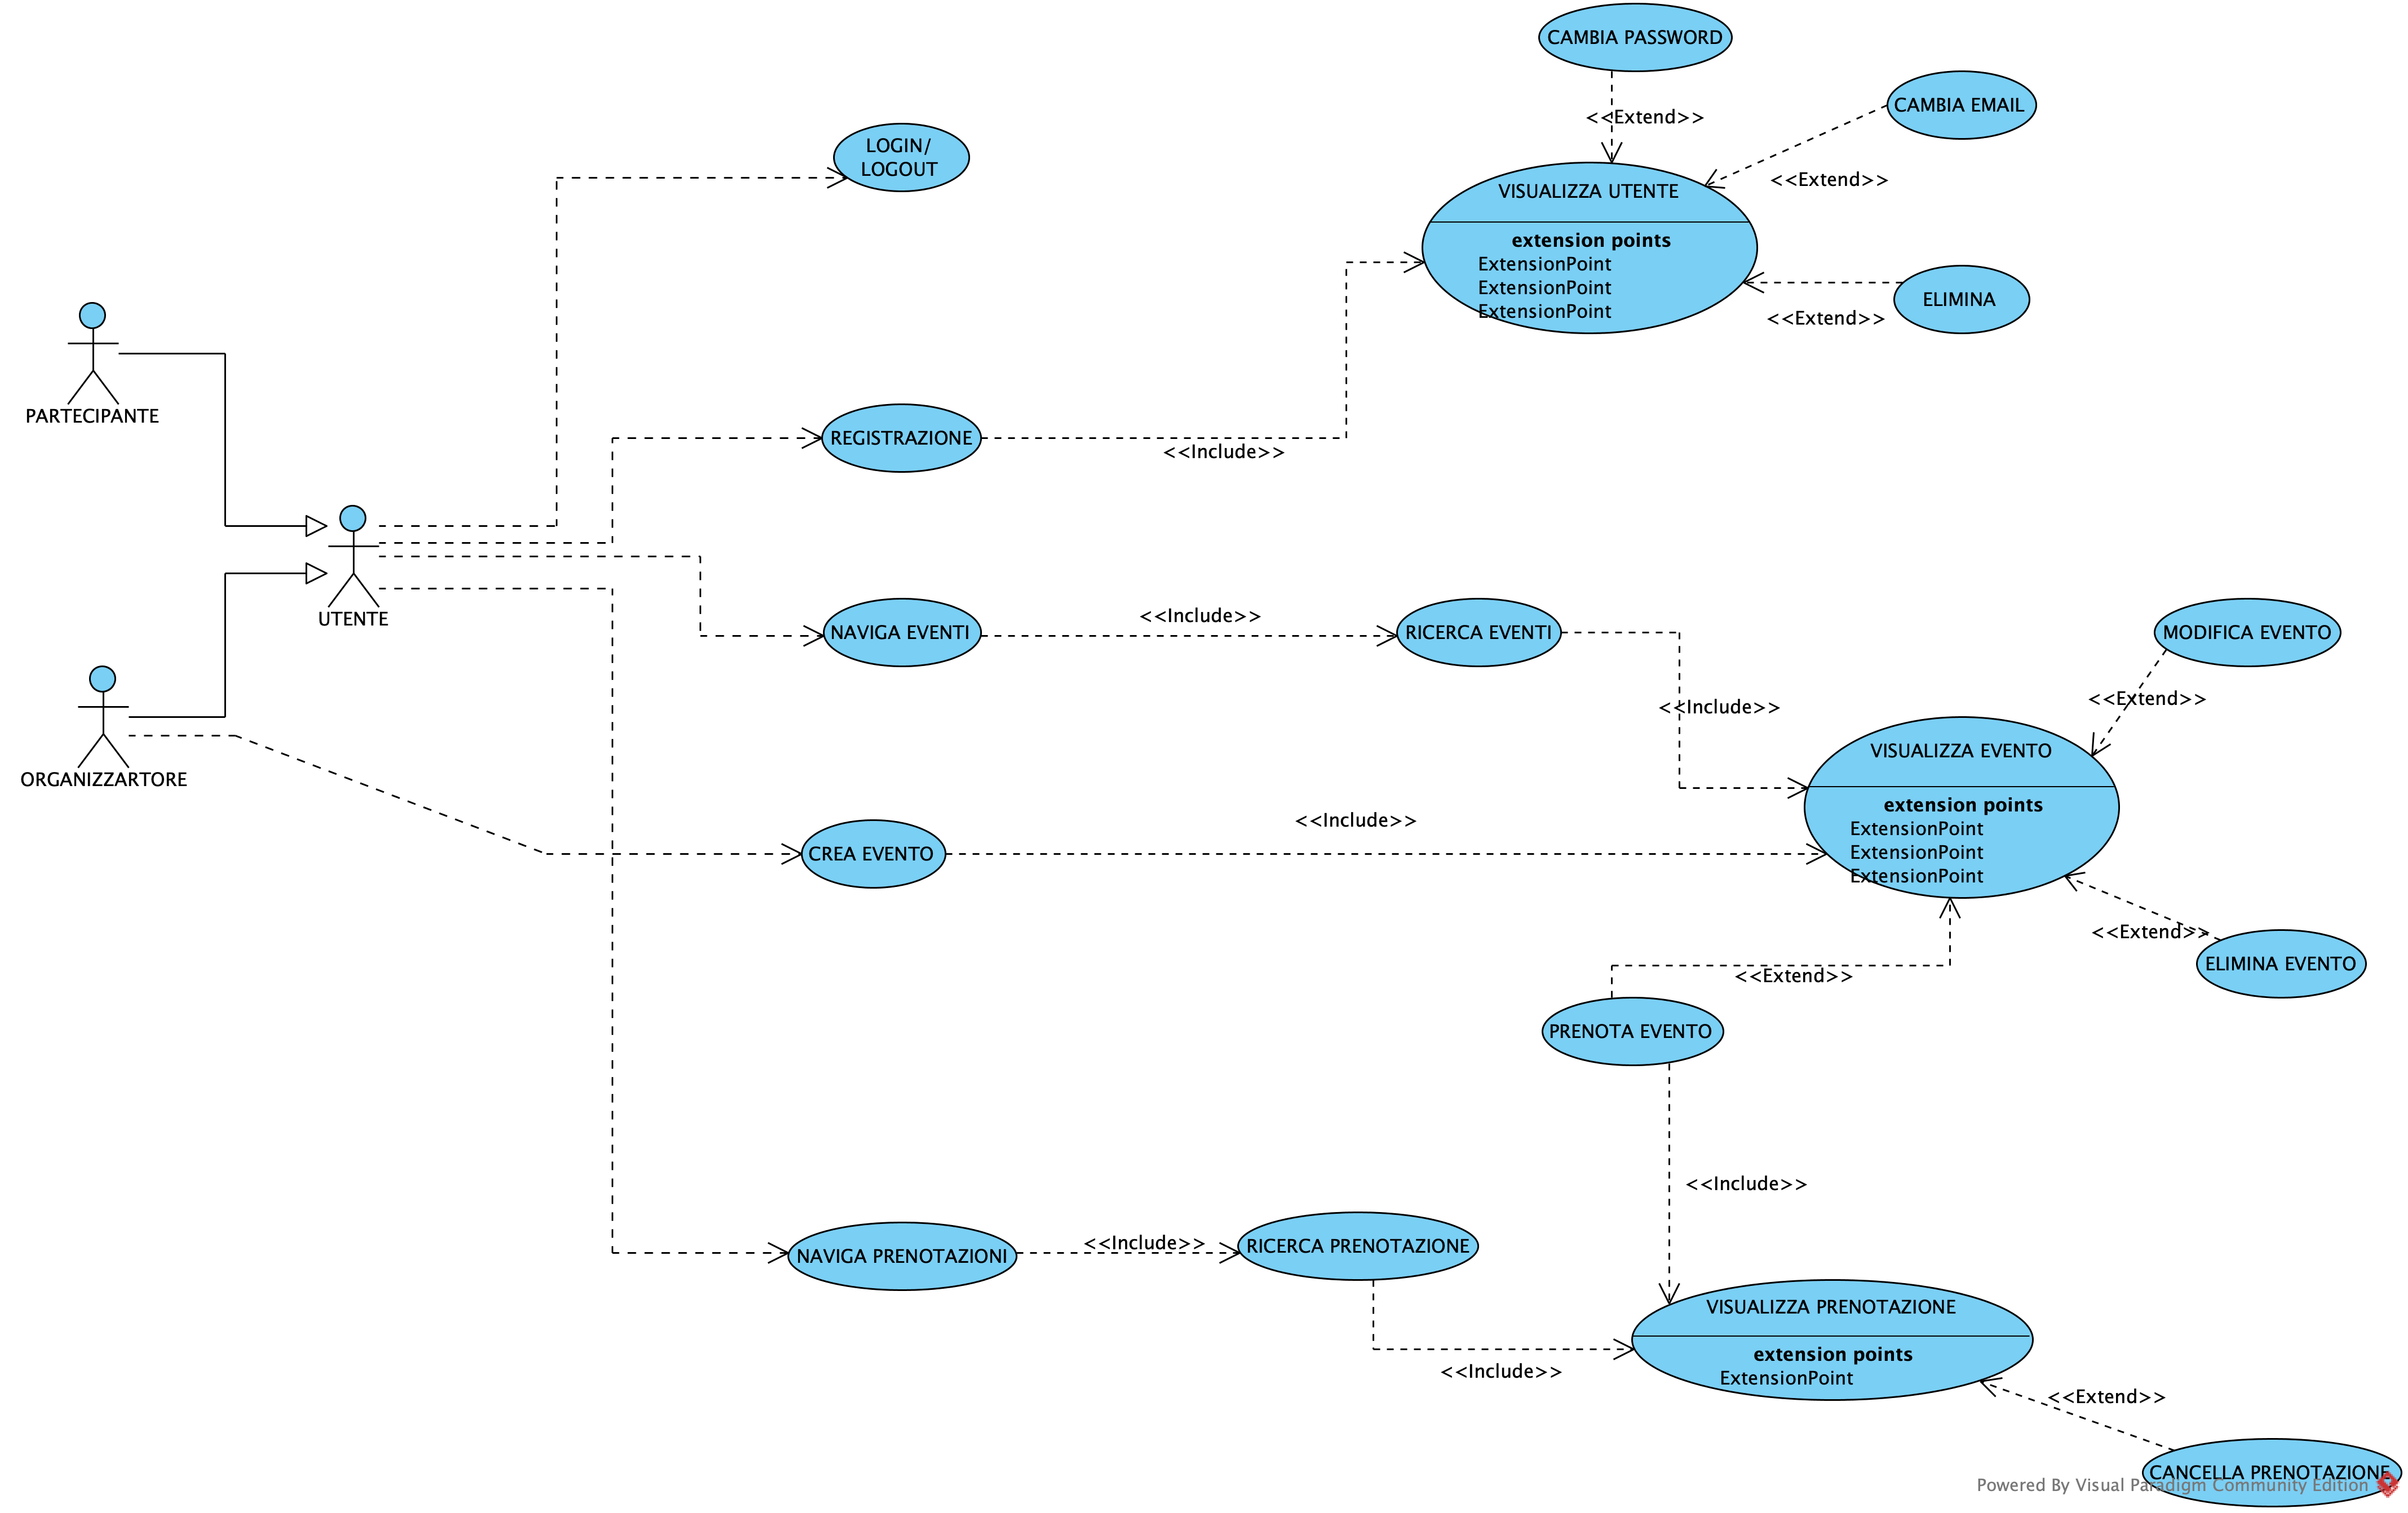 CAMBIA PASSWORD
<<Extend>>
CAMBIA EMAIL
<<Extend>>
LOGIN/
LOGOUT
VISUALIZZA UTENTE
extension points
ExtensionPoint
ExtensionPoint
ExtensionPoint
ELIMINA
<<Extend>>
PARTECIPANTE
REGISTRAZIONE
<<Include>>
UTENTE
NAVIGA EVENTI
<<Include>>
RICERCA EVENTI
<<Include>>
MODIFICA EVENTO
<<Extend>>
ORGANIZZARTORE
VISUALIZZA EVENTO
extension points
ExtensionPoint
ExtensionPoint
ExtensionPoint
CREA EVENTO
<<Include>>
<<Extend>>
ELIMINA EVENTO
<<Extend>>
PRENOTA EVENTO
<<Include>>
NAVIGA PRENOTAZIONI
<<Include>>
RICERCA PRENOTAZIONE
<<Include>>
VISUALIZZA PRENOTAZIONE
extension points
ExtensionPoint
<<Extend>>
CANCELLA PRENOTAZIONE
Powered By Visual Paradigm Community Edition